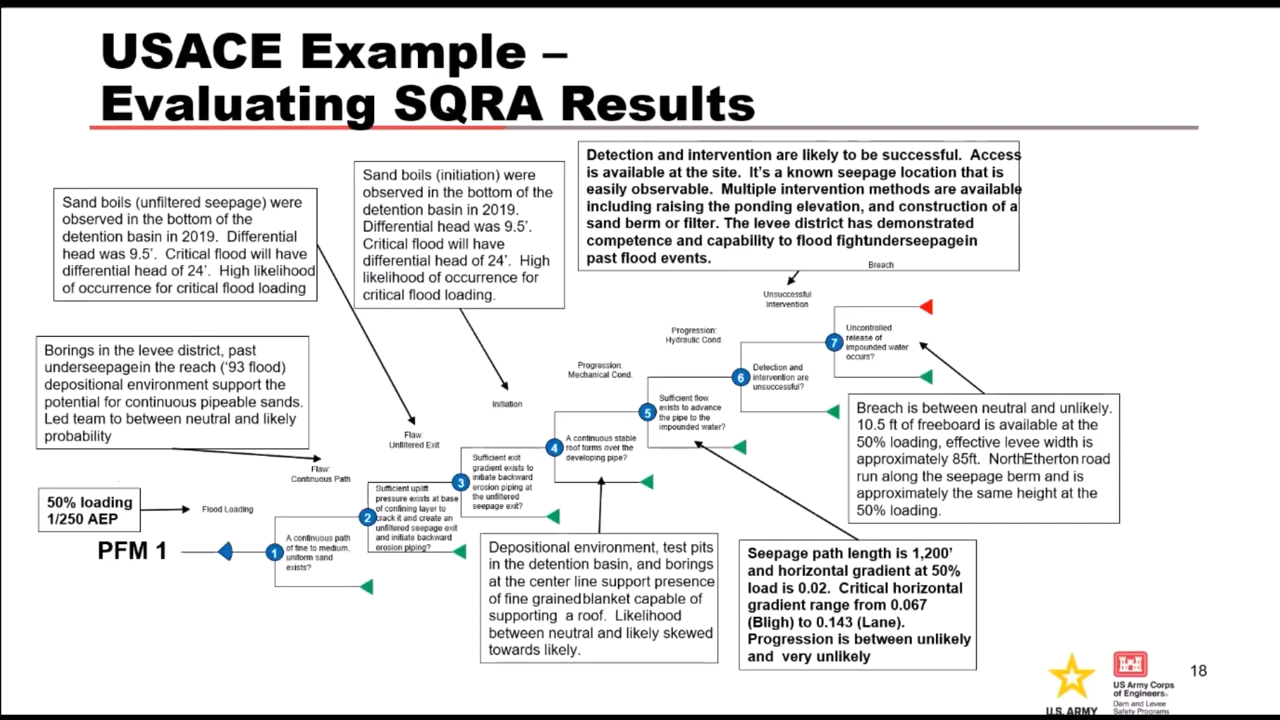 USACE Example –
Evaluating SQRA Results
Sand boils (unfiltered seepage) were
observed in the bottom of the
detention basin in 2019. Differential
head was 9.5’. Critical flood will have
differential head of 24’. High likelihood
of occurrence for critical flood loading
Sand boils (initiation) were
observed in the bottom of the
detention basin in 2019.
Differential head was 9.5’.
Critical flood will have
differential head of 24’. High
likelihood of occurrence for
critical flood loading.
Detection and intervention are likely to be successful. Access
is available at the site. It’s a known seepage location that is
easily observable. Multiple intervention methods are available
including raising the ponding elevation, and construction of a
sand berm or filter. The levee district has demonstrated
competence and capability to flood fightunderseepagein
past flood events.
Borings in the levee district, past
underseepagein the reach (‘93 flood)
depositional environment support the
potential for continuous pipeable sands.
Led team to between neutral and likely
probability
50% loading
1/250 AEP
PFM 1
Flood Loading
Flaw:
Continuous Path
Flaw:
Unfiltered Exit
Initiation
Progression:
Mechanical Cond.
Progression:
Hydraulic Cond.
Unsuccessful
Intervention
Breach
1
A continuous path
of fine to medium,
uniform sand
exists?
2
Sufficient uplift
pressure exists at base
of confining layer to
crack it and create an
unfiltered seepage exit
and initiate backward
erosion piping?
3
Sufficient exit
gradient exists to
initiate backward
erosion piping at
the unfiltered
seepage exit?
4
A continuous stable
roof forms over the
developing pipe?
5
Sufficient flow
exists to advance
the pipe to the
impounded water?
6
Detection and
intervention are
unsuccessful?
7
Uncontrolled
release of
impounded water
occurs?
Breach is between neutral and unlikely.
10.5 ft of freeboard is available at the
50% loading, effective levee width is
approximately 85ft. NorthEtherton road
run along the seepage berm and is
approximately the same height at the
50% loading.
Depositional environment, test pits
in the detention basin, and borings
at the center line support presence
of fine grainedblanket capable of
supporting a roof. Likelihood
between neutral and likely skewed
towards likely.
Seepage path length is 1,200’
and horizontal gradient at 50%
load is 0.02. Critical horizontal
gradient range from 0.067
(Bligh) to 0.143 (Lane).
Progression is between unlikely
and very unlikely
U.S. ARMY
US Army Corps
of Engineers®
Dam and Levee
Safety Programs
18